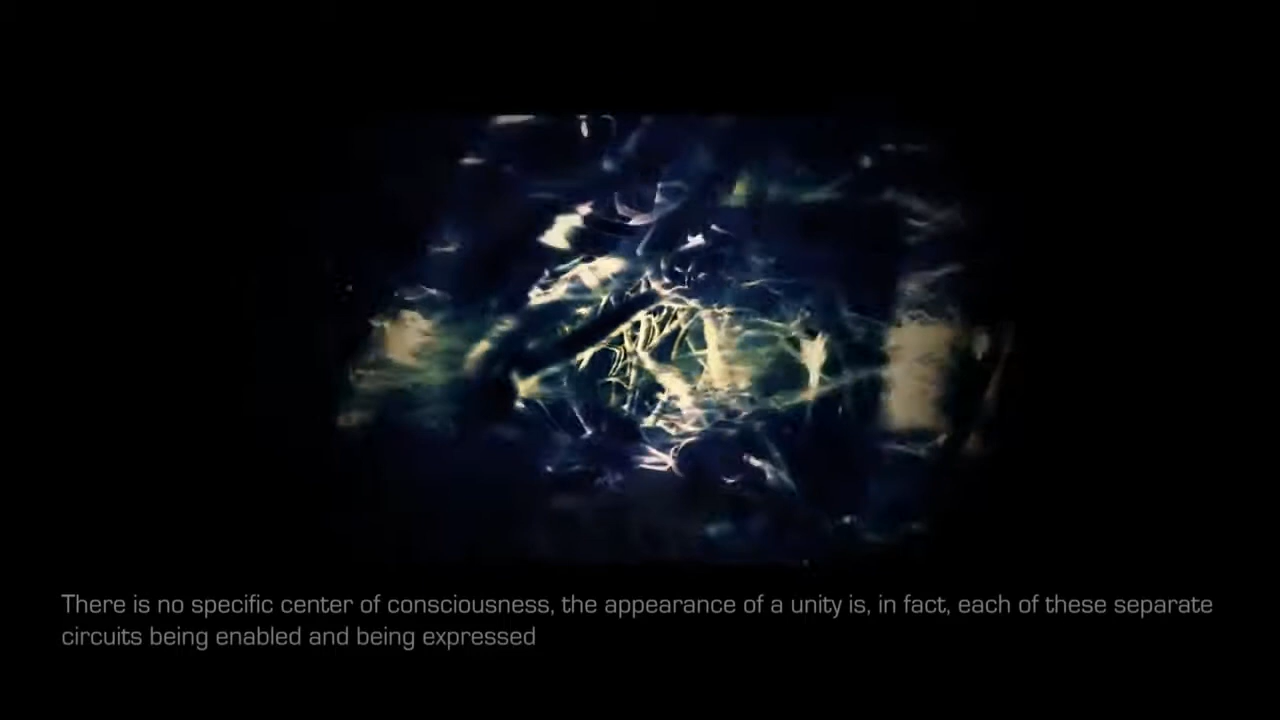 There is no specific center of consciousness, the appearance of a unity is, in fact, each of these separate
circuits being enabled and being expressed